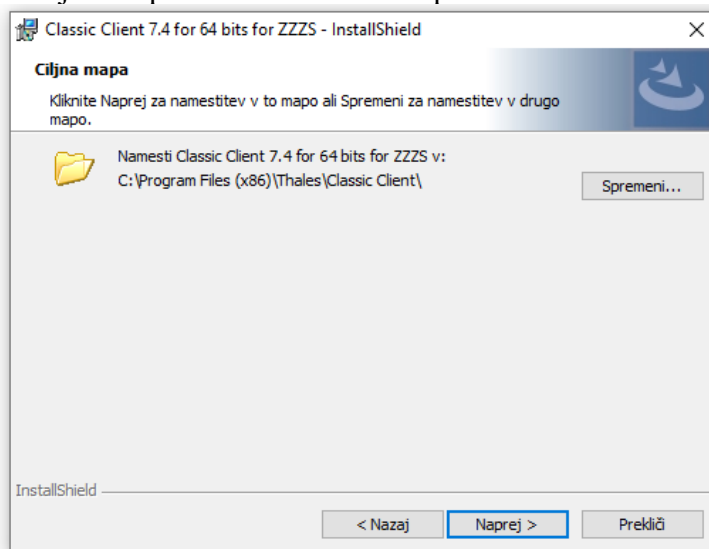 Classic Client 7.4 for 64 bits for ZZZS - InstallShield
Ciljna mapa
Kliknite Naprej za namestitev v to mapo ali Spremeni za namestitev v drugo
mapo.
Namesti Classic Client 7.4 for 64 bits for ZZZS v:
C:\Program Files (x86)\Thales\Classic Client\
Spremeni...
InstallShield
< Nazaj
Naprej >
Prekliči